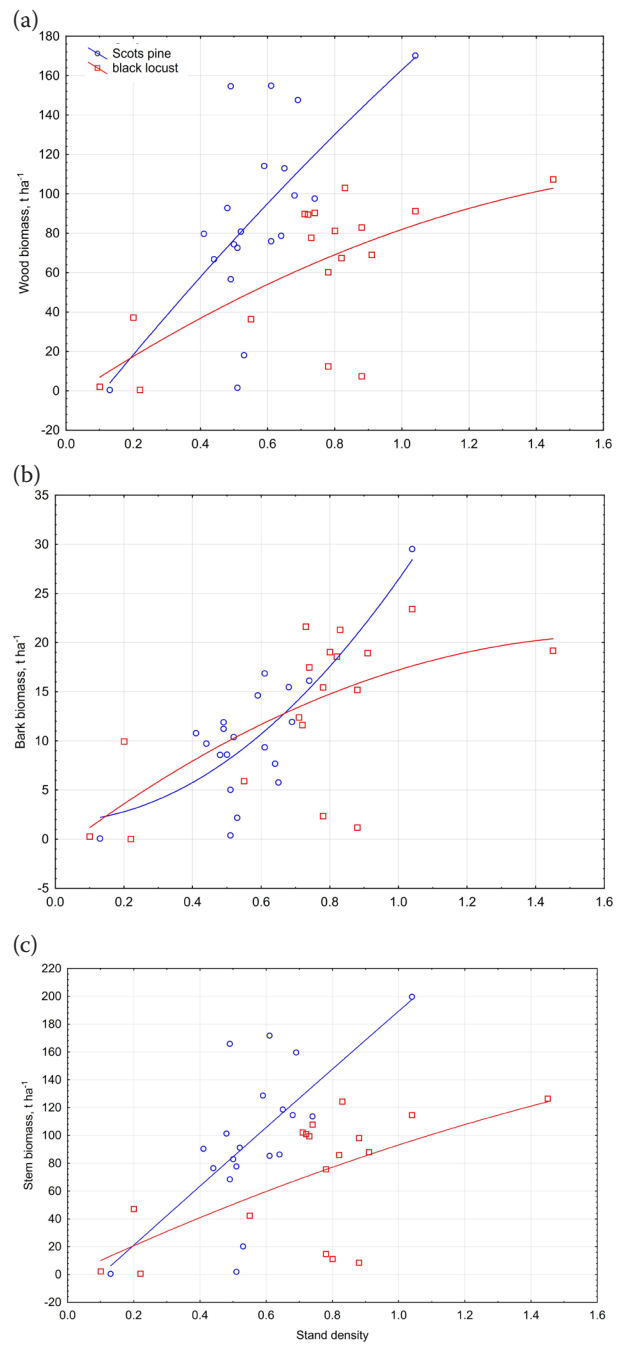 (a)
180
160
140
120
100
80
60
40
20
0
-20
Wood biomass, t ha-1
Scots pine
black locust
0.0 0.2 0.4 0.6 0.8 1.0 1.2 1.4 1.6
(b)
35
30
25
20
15
10
5
0
-5
Bark biomass, t ha-1
0.0 0.2 0.4 0.6 0.8 1.0 1.2 1.4 1.6
(c)
220
200
180
160
140
120
100
80
60
40
20
0
-20
Stem biomass, t ha-1
0.0 0.2 0.4 0.6 0.8 1.0 1.2 1.4 1.6
Stand density